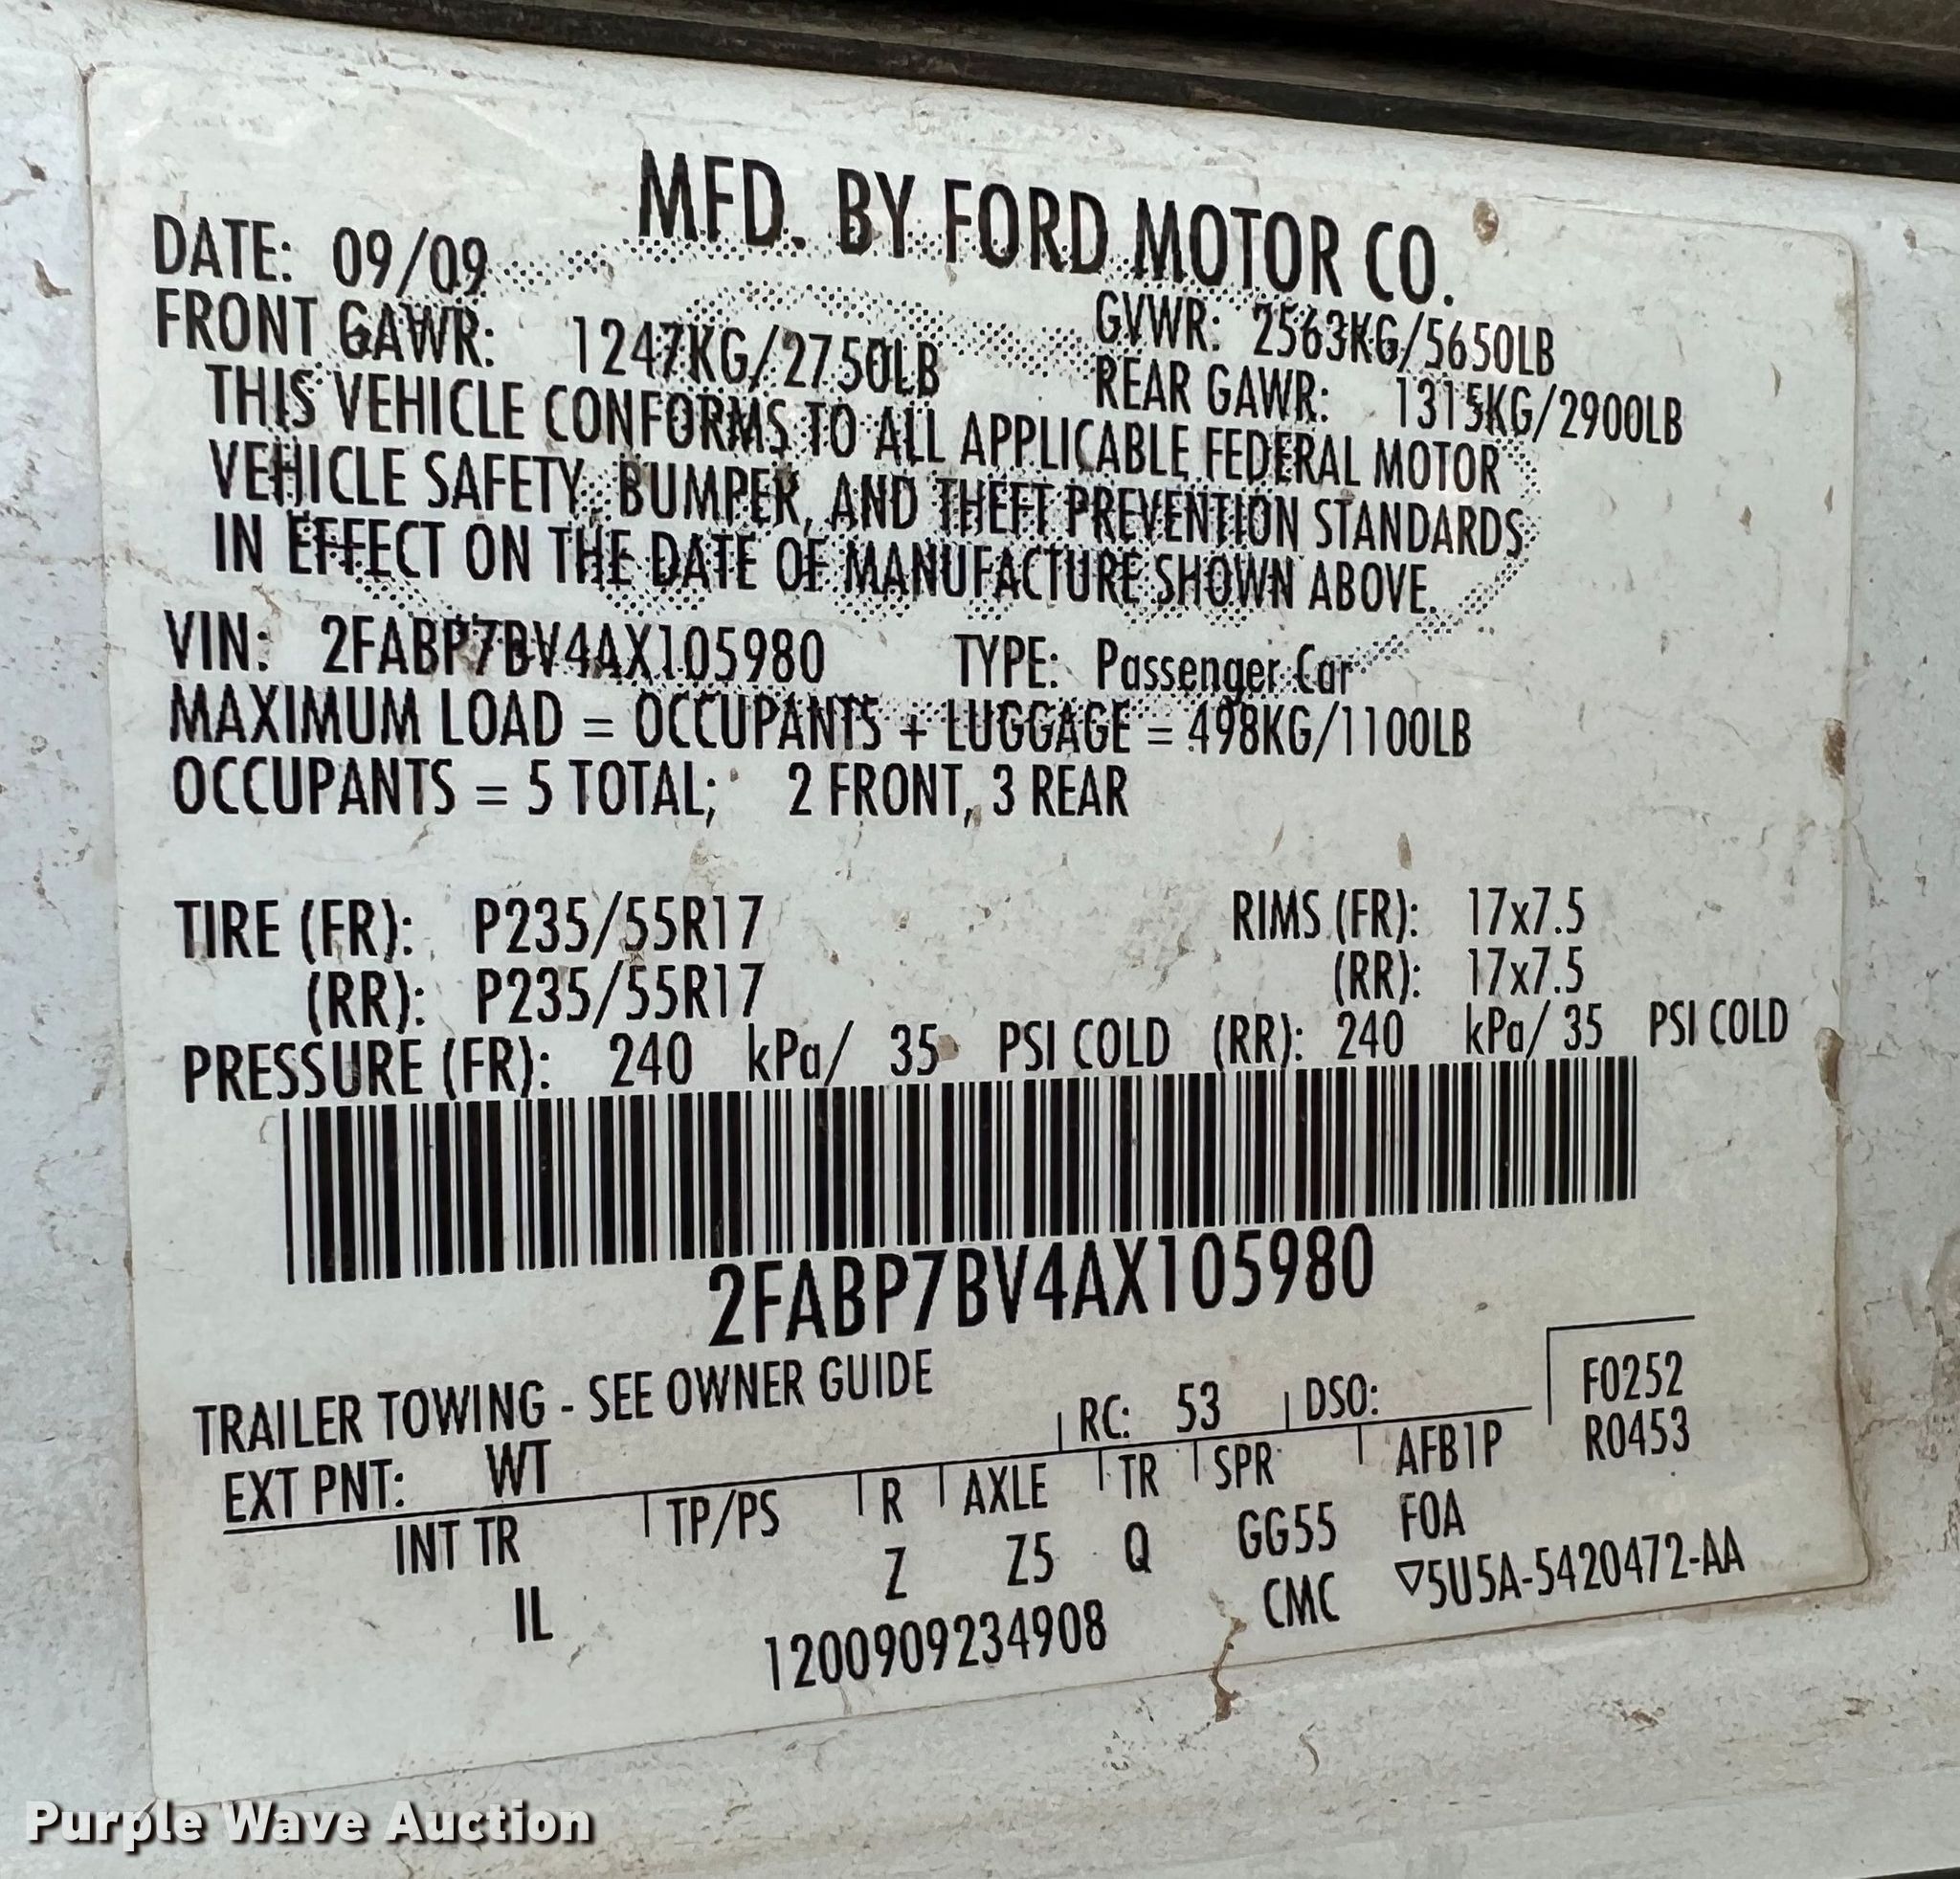 MFD. BY FORD MOTOR CO.
DATE: 09/09 GVWR: 2563KG/5650LB
FRONT GAWR: 1247KG/2750LB REAR GAWR: 1315KG/2900LB
THIS VEHICLE CONFORMS TO ALL APPLICABLE FEDERAL MOTOR
VEHICLE SAFETY, BUMPER, AND THEFT PREVENTION STANDARDS
IN EFFECT ON THE DATE OF MANUFACTURE SHOWN ABOVE.
VIN: 2FABP7BV4AX105980 TYPE: Passenger Car
MAXIMUM LOAD = OCCUPANTS + LUGGAGE = 498KG/1100LB
OCCUPANTS = 5 TOTAL; 2 FRONT, 3 REAR
TIRE (FR): P235/55R17 RIMS (FR): 17x7.5
(RR): P235/55R17 (RR): 17x7.5
PRESSURE (FR): 240 kPa/ 35 PSI COLD (RR): 240 kPa/ 35 PSI COLD
2FABP7BV4AX105980
TRAILER TOWING - SEE OWNER GUIDE F0252
EXT PNT: WT RC: 53 DSO: R0453
INT TR TP/PS R AXLE TR SPR AFB1P
IL Z Z5 Q GG55 FOA
1200909234908 CMC ▽5U5A-5420472-AA
Purple Wave Auction